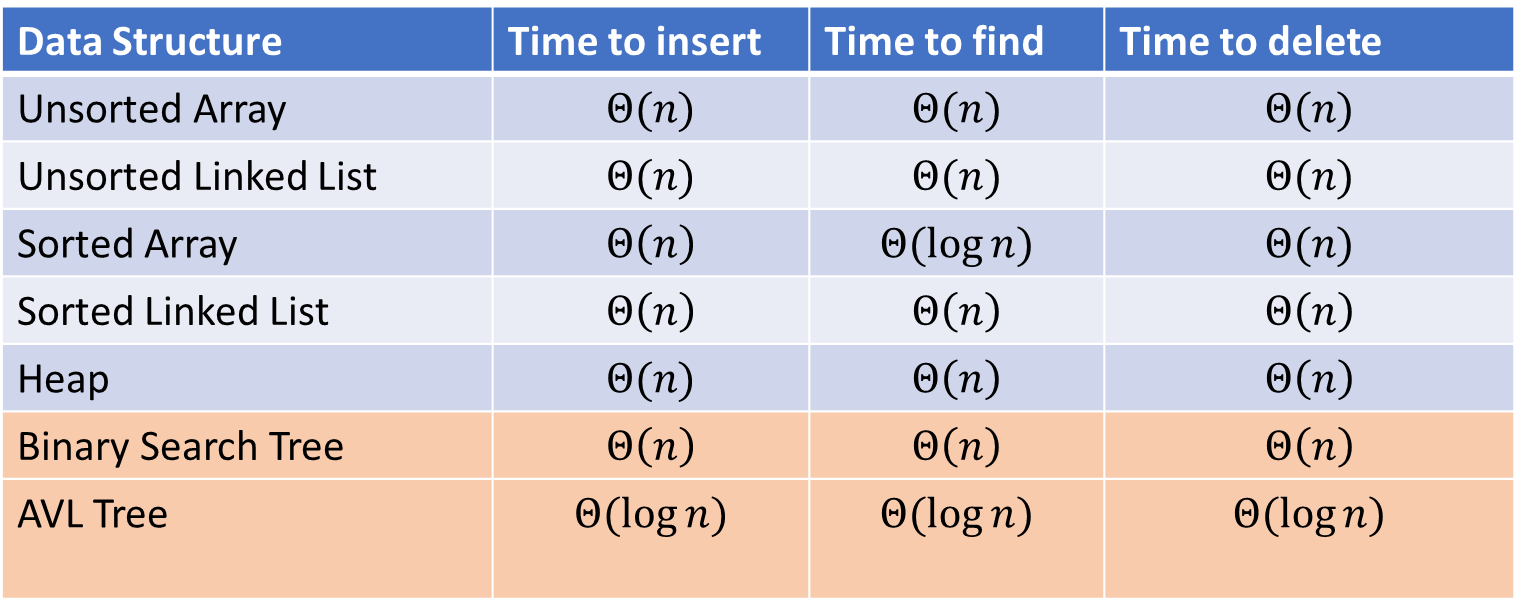 Data Structure Time to insert Time to find Time to delete
Unsorted Array Θ(n) Θ(n) Θ(n)
Unsorted Linked List Θ(n) Θ(n) Θ(n)
Sorted Array Θ(n) Θ(log n) Θ(n)
Sorted Linked List Θ(n) Θ(n) Θ(n)
Heap Θ(n) Θ(n) Θ(n)
Binary Search Tree Θ(n) Θ(n) Θ(n)
AVL Tree Θ(log n) Θ(log n) Θ(log n)